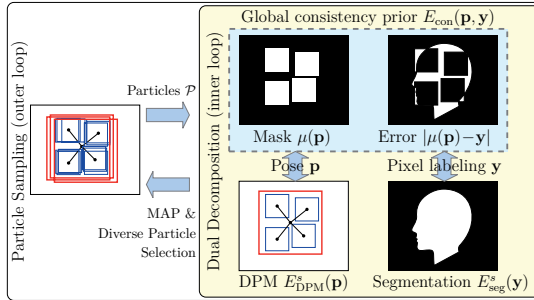 Global consistency prior E_con(p, y)
Particle Sampling (outer loop)
Particles P
MAP &
Diverse Particle
Selection
Dual Decomposition (inner loop)
Mask μ(p)
Error |μ(p)−y|
Pose p
Pixel labeling y
DPM E^s_DPM(p)
Segmentation E^s_seg(y)